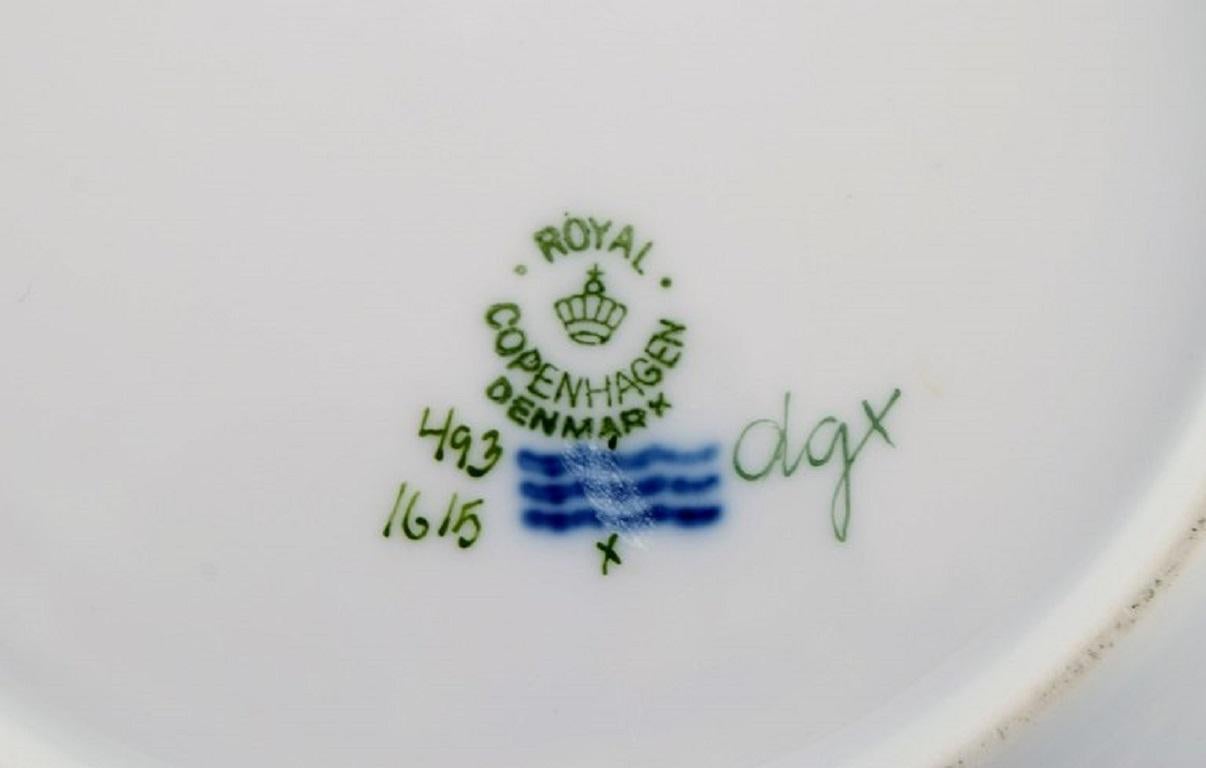 ROYAL
COPENHAGEN
DENMARK
493
1615
dgx
x